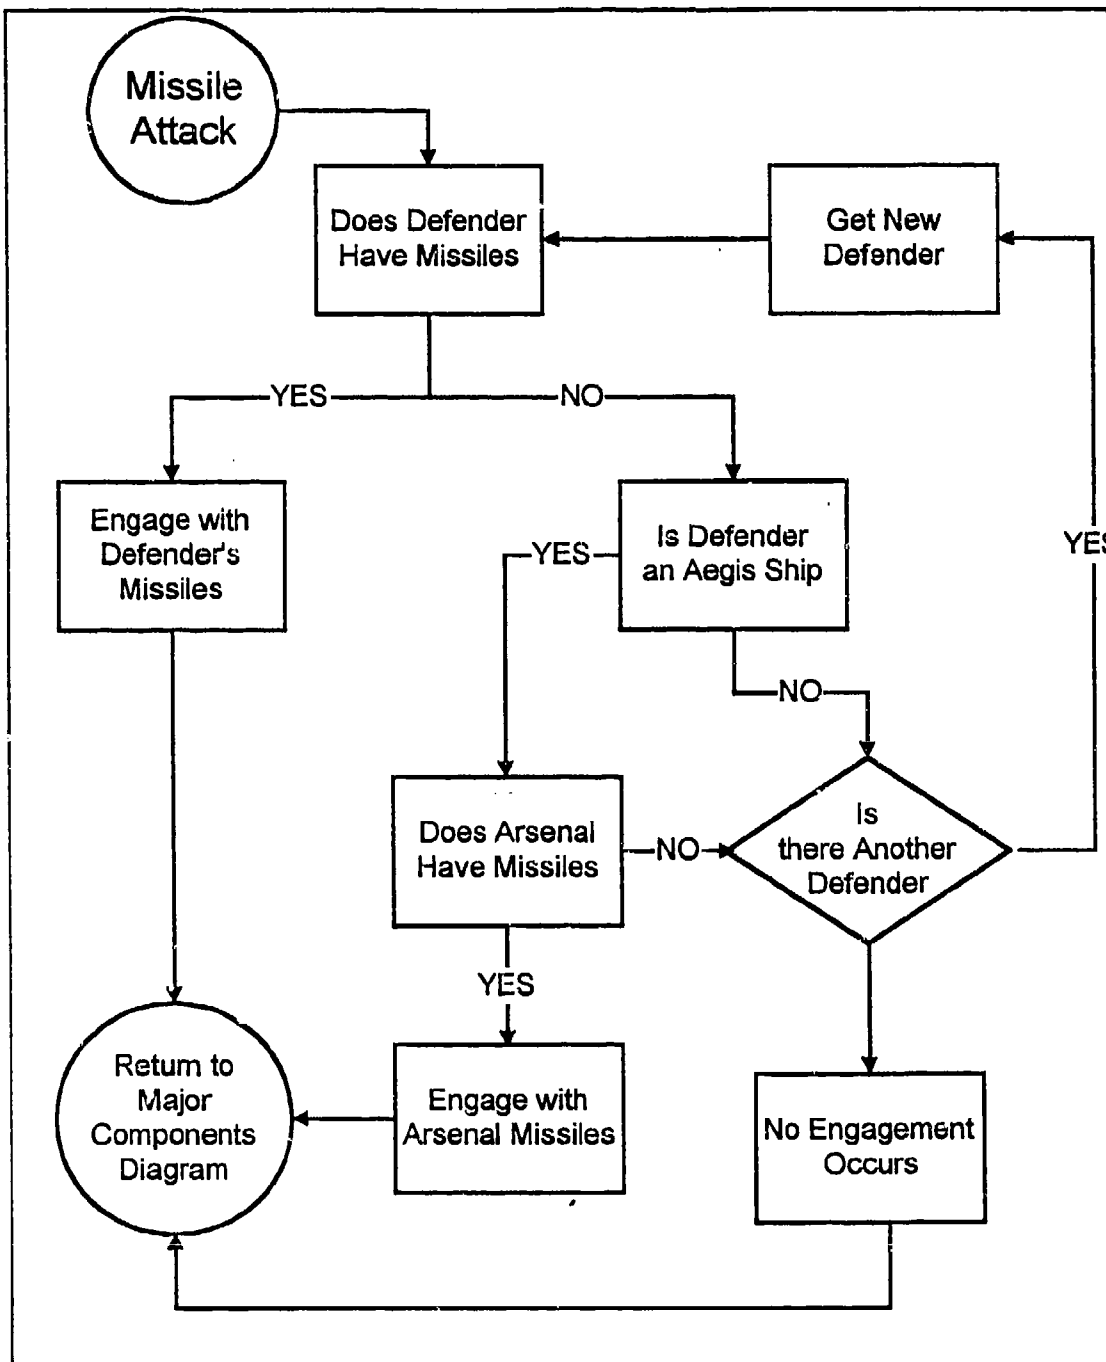 Missile
Attack
Does Defender
Have Missiles
Get New
Defender
YES
NO
Engage with
Defender's
Missiles
Is Defender
an Aegis Ship
YES
YES
NO
Does Arsenal
Have Missiles
NO
Is
there Another
Defender
YES
Return to
Major
Components
Diagram
Engage with
Arsenal Missiles
No Engagement
Occurs